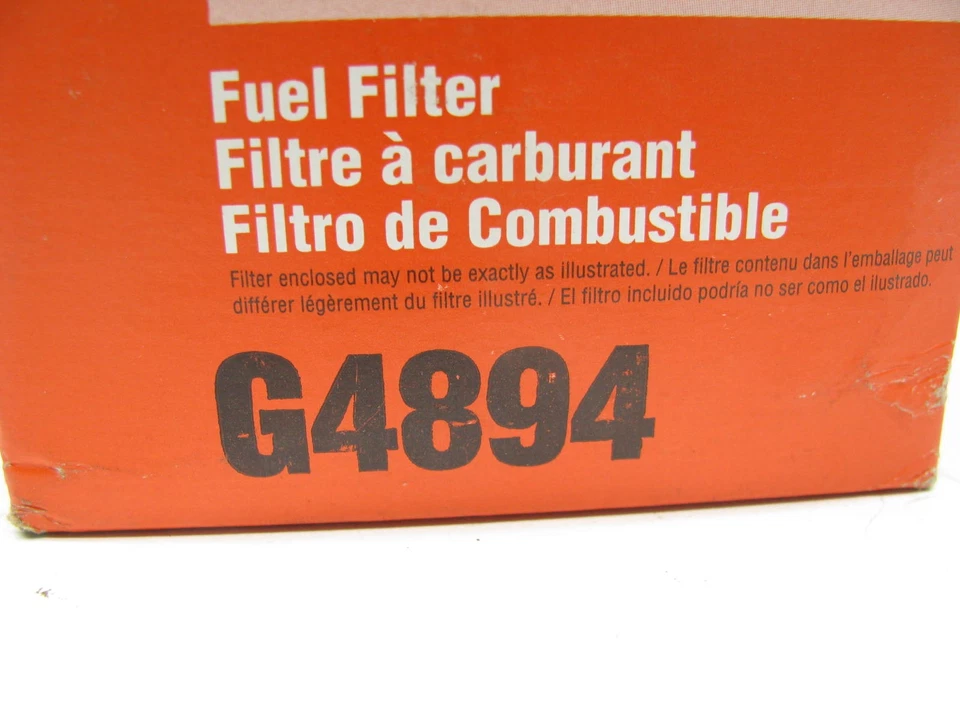 Fuel Filter
Filtre à carburant
Filtro de Combustible
Filter enclosed may not be exactly as illustrated. / Le filtre contenu dans l'emballage peut
différer légèrement du filtre illustré. / El filtro incluido podría no ser como el ilustrado.
G4894